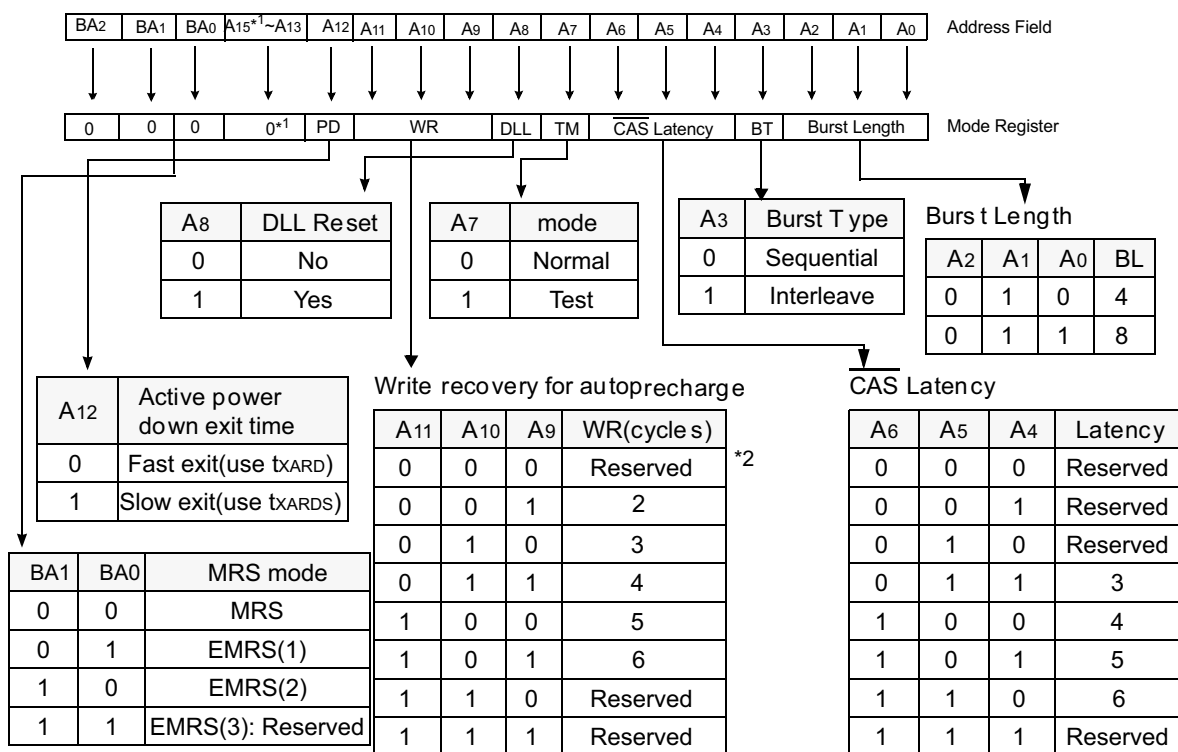 BA2 BA1 BA0 A15*1~A13 A12 A11 A10 A9 A8 A7 A6 A5 A4 A3 A2 A1 A0 Address Field
0 0 0 0*1 PD WR DLL TM CAS Latency BT Burst Length Mode Register
A8 DLL Reset
0 No
1 Yes
A7 mode
0 Normal
1 Test
A3 Burst Type
0 Sequential
1 Interleave
Burst Length
A2 A1 A0 BL
0 1 0 4
0 1 1 8
A12 Active power
down exit time
0 Fast exit(use tXARD)
1 Slow exit(use tXARDS)
BA1 BA0 MRS mode
0 0 MRS
0 1 EMRS(1)
1 0 EMRS(2)
1 1 EMRS(3): Reserved
Write recovery for autoprecharge
A11 A10 A9 WR(cycles)
*2
0 0 0 Reserved
0 0 1 2
0 1 0 3
0 1 1 4
1 0 0 5
1 0 1 6
1 1 0 Reserved
1 1 1 Reserved
CAS Latency
A6 A5 A4 Latency
0 0 0 Reserved
0 0 1 Reserved
0 1 0 Reserved
0 1 1 3
1 0 0 4
1 0 1 5
1 1 0 6
1 1 1 Reserved